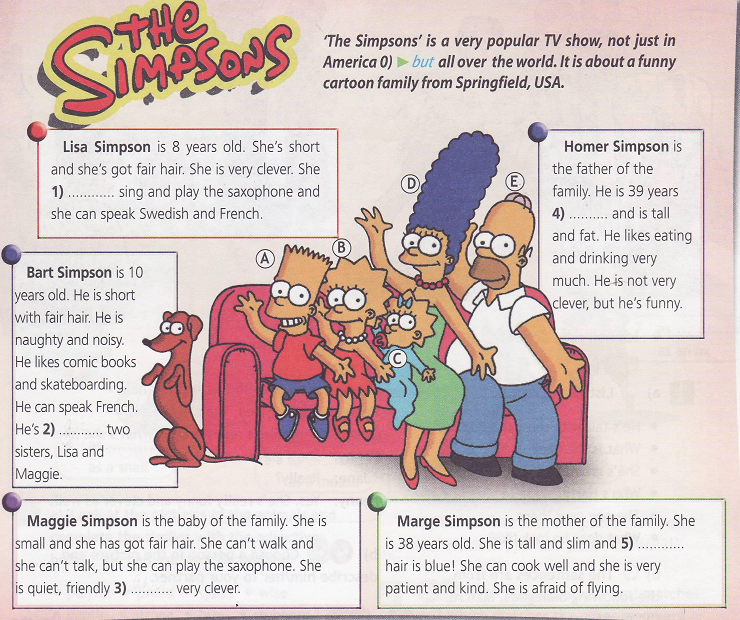 THE
SIMPSONS
'The Simpsons' is a very popular TV show, not just in
America 0) ▶ but all over the world. It is about a funny
cartoon family from Springfield, USA.
Lisa Simpson is 8 years old. She's short
and she's got fair hair. She is very clever. She
1) ............ sing and play the saxophone and
she can speak Swedish and French.
Homer Simpson is
the father of the
family. He is 39 years
4) .......... and is tall
and fat. He likes eating
and drinking very
much. He is not very
clever, but he's funny.
Bart Simpson is 10
years old. He is short
with fair hair. He is
naughty and noisy.
He likes comic books
and skateboarding.
He can speak French.
He's 2) ............ two
sisters, Lisa and
Maggie.
A
B
C
D
E
Maggie Simpson is the baby of the family. She is
small and she has got fair hair. She can't walk and
she can't talk, but she can play the saxophone. She
is quiet, friendly 3) ........... very clever.
Marge Simpson is the mother of the family. She
is 38 years old. She is tall and slim and 5) ............
hair is blue! She can cook well and she is very
patient and kind. She is afraid of flying.